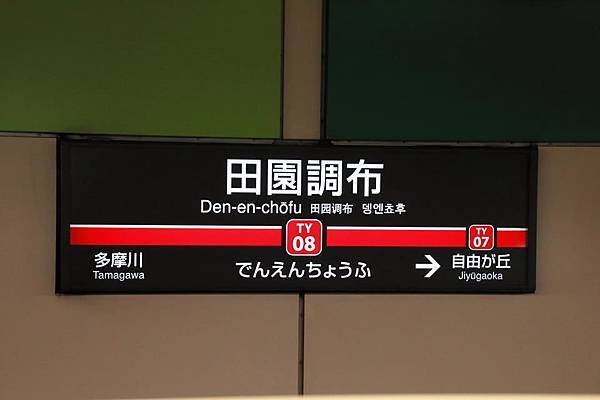 田園調布
Den-en-chōfu 田园调布 뎅엔쵸후
TY
08
TY
07
多摩川
Tamagawa
でんえんちょうふ
→ 自由が丘
Jiyūgaoka